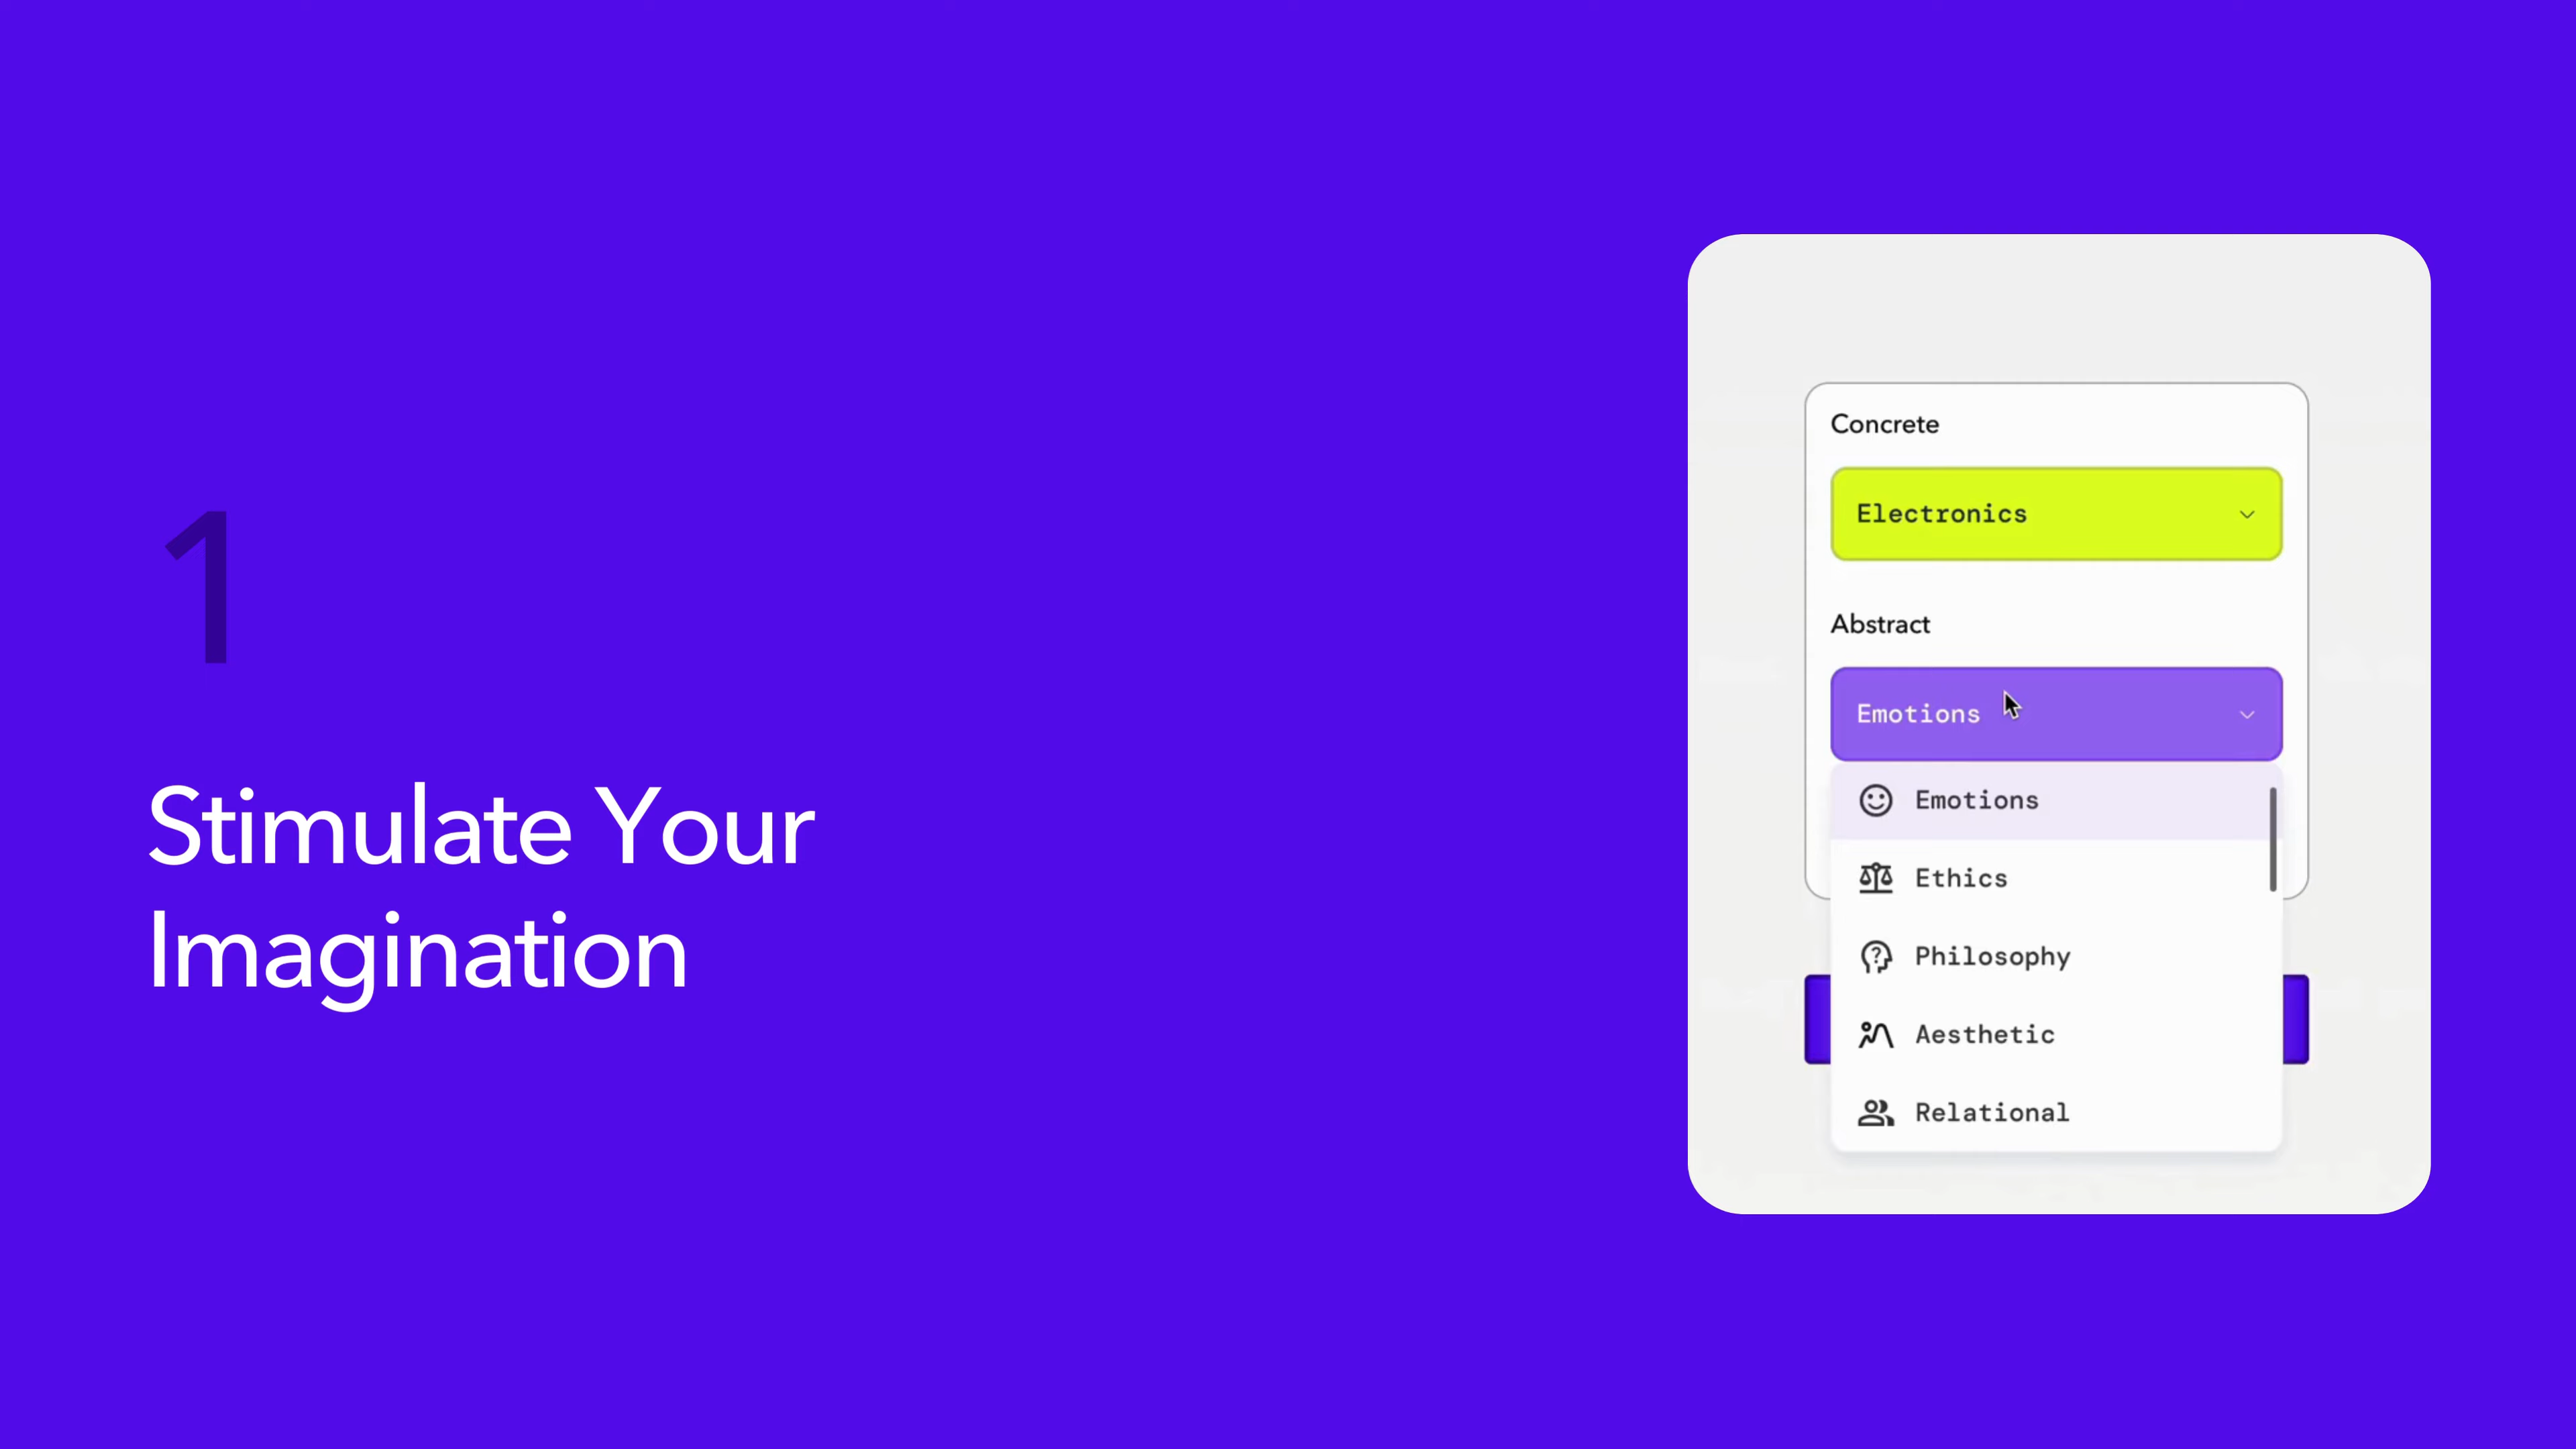 1
Stimulate Your
Imagination
Concrete
Electronics
Abstract
Emotions
Emotions
Ethics
Philosophy
Aesthetic
Relational